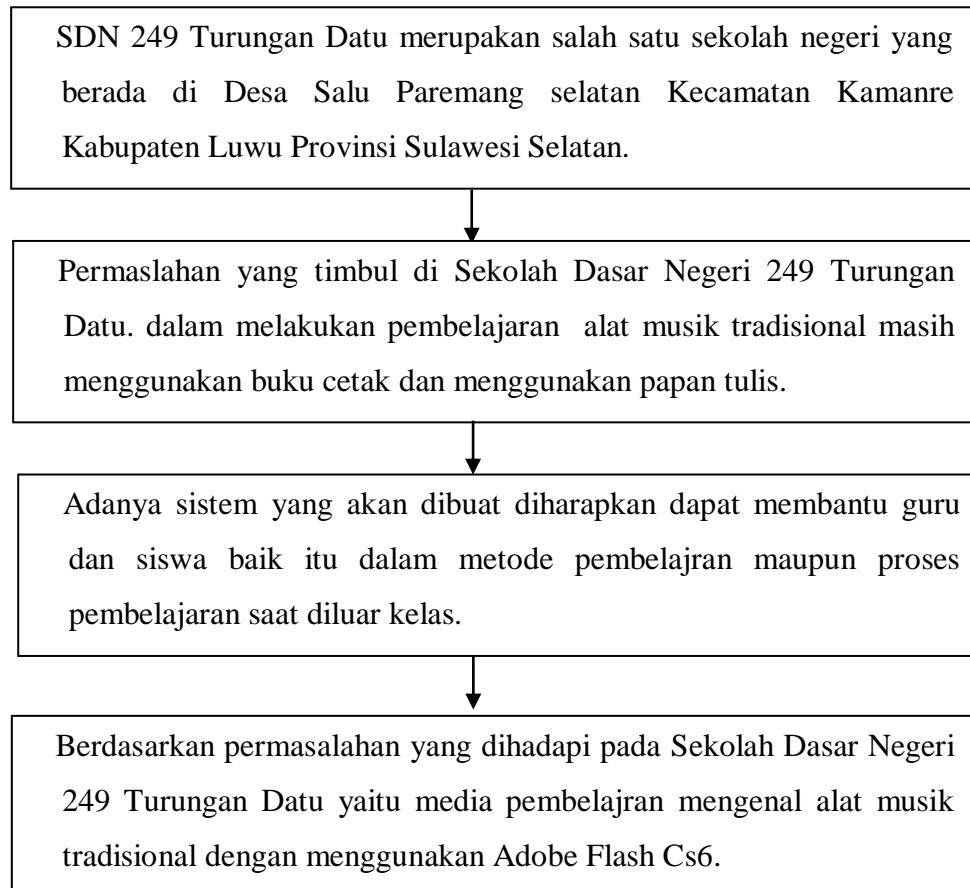 SDN 249 Turungan Datu merupakan salah satu sekolah negeri yang
berada di Desa Salu Paremang selatan Kecamatan Kamanre
Kabupaten Luwu Provinsi Sulawesi Selatan.
Permaslahan yang timbul di Sekolah Dasar Negeri 249 Turungan
Datu. dalam melakukan pembelajaran alat musik tradisional masih
menggunakan buku cetak dan menggunakan papan tulis.
Adanya sistem yang akan dibuat diharapkan dapat membantu guru
dan siswa baik itu dalam metode pembelajran maupun proses
pembelajaran saat diluar kelas.
Berdasarkan permasalahan yang dihadapi pada Sekolah Dasar Negeri
249 Turungan Datu yaitu media pembelajran mengenal alat musik
tradisional dengan menggunakan Adobe Flash Cs6.